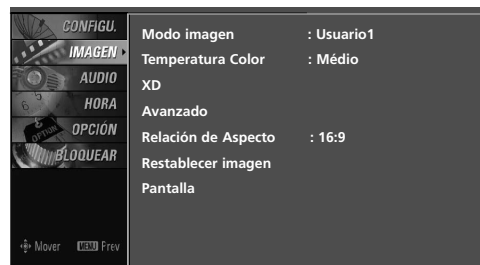 CONFIGU.
IMAGEN
AUDIO
HORA
OPCIÓN
BLOQUEAR
Mover MENU Prev
Modo imagen : Usuario1
Temperatura Color : Médio
XD
Avanzado
Relación de Aspecto : 16:9
Restablecer imagen
Pantalla